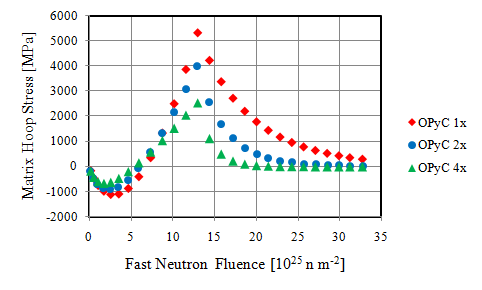 6000
5000
4000
3000
2000
1000
0
-1000
-2000
Matrix Hoop Stress [MPa]
0 5 10 15 20 25 30 35
Fast Neutron Fluence [10²⁵ n m⁻²]
OPyC 1x
OPyC 2x
OPyC 4x